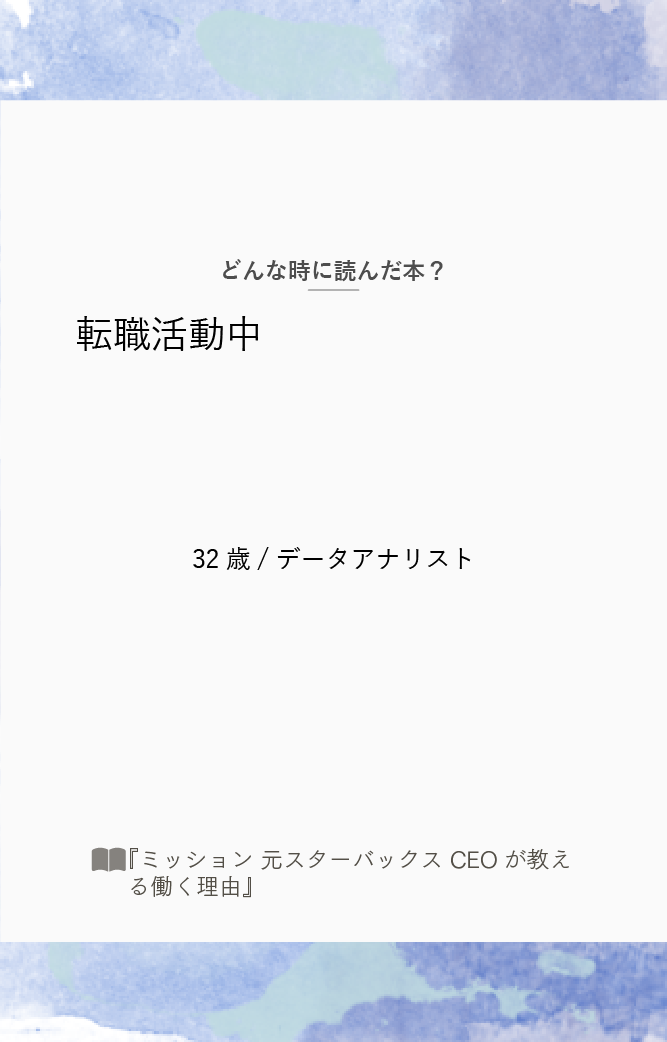 どんな時に読んだ本？
転職活動中
32 歳 / データアナリスト
『ミッション 元スターバックス CEO が教え
る働く理由』